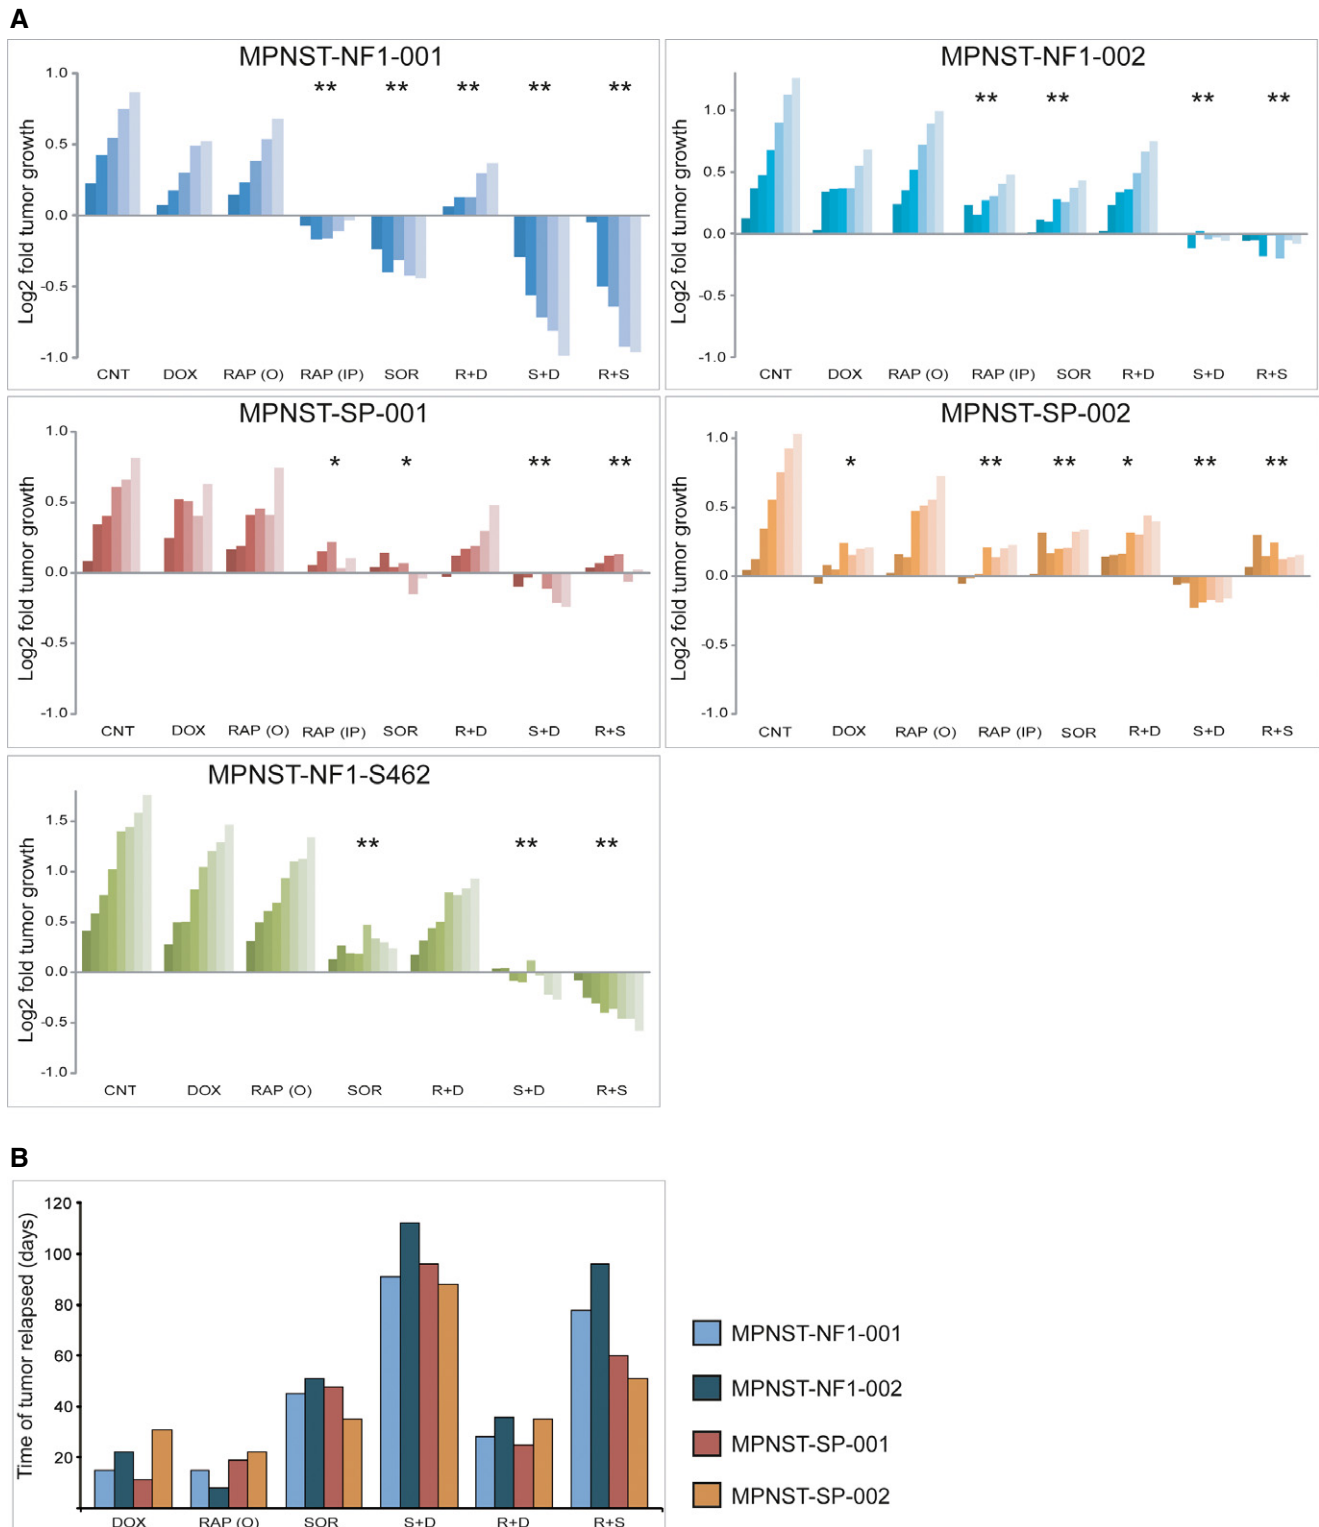 A
MPNST-NF1-001
** ** ** ** **
1.0
0.5
0.0
-0.5
-1.0
Log2 fold tumor growth
CNT DOX RAP (O) RAP (IP) SOR R+D S+D R+S
MPNST-NF1-002
** ** ** **
1.0
0.5
0.0
-0.5
-1.0
Log2 fold tumor growth
CNT DOX RAP (O) RAP (IP) SOR R+D S+D R+S
MPNST-SP-001
* * ** **
1.0
0.5
0.0
-0.5
-1.0
Log2 fold tumor growth
CNT DOX RAP (O) RAP (IP) SOR R+D S+D R+S
MPNST-SP-002
* ** ** * ** **
1.0
0.5
0.0
-0.5
-1.0
Log2 fold tumor growth
CNT DOX RAP (O) RAP (IP) SOR R+D S+D R+S
MPNST-NF1-S462
** ** **
1.5
1.0
0.5
0.0
-0.5
-1.0
Log2 fold tumor growth
CNT DOX RAP (O) SOR R+D S+D R+S
B
120
100
80
60
40
20
Time of tumor relapsed (days)
DOX RAP (O) SOR S+D R+D R+S
MPNST-NF1-001
MPNST-NF1-002
MPNST-SP-001
MPNST-SP-002